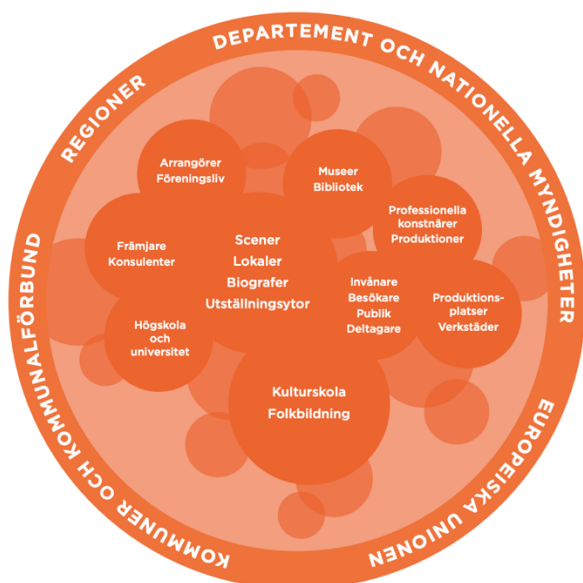 DEPARTEMENT OCH NATIONELLA MYNDIGHETER
REGIONER
KOMMUNER OCH KOMMUNALFÖRBUND
EUROPEISKA UNIONEN
Arrangörer
Föreningsliv
Museer
Bibliotek
Professionella
konstnärer
Produktioner
Främjare
Konsulenter
Scener
Lokaler
Biografer
Utställningsytor
Invånare
Besökare
Publik
Deltagare
Produktions-
platser
Verkstäder
Högskola
och
universitet
Kulturskola
Folkbildning